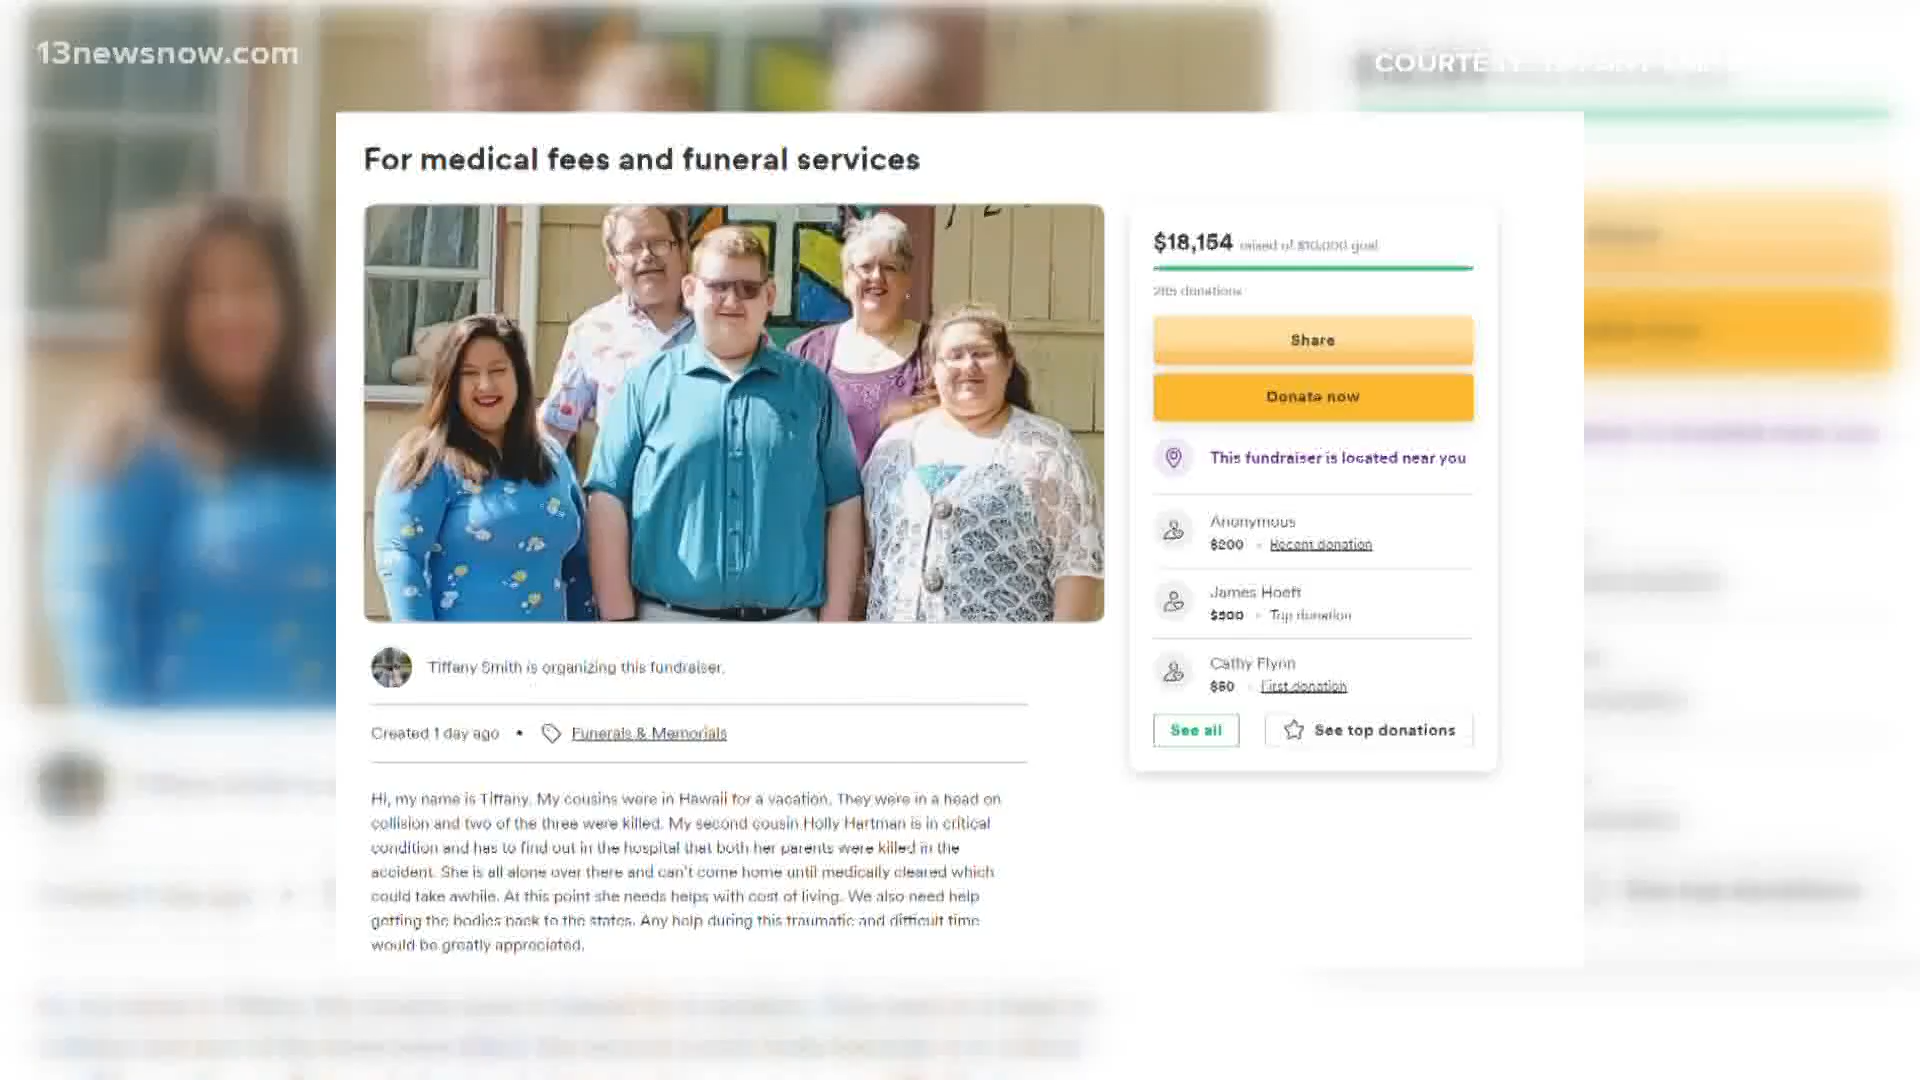 13newsnow.com
COURTESY
For medical fees and funeral services
$18,154 raised of $10,000 goal
donations
Share
Donate now
This fundraiser is located near you
Anonymous
$200 • Recent donation
James Hoeft
$500 • Top donation
Cathy Flynn
$50 • First donation
See all
See top donations
Tiffany Smith is organizing this fundraiser.
Created 1 day ago • Funerals & Memorials
Hi, my name is Tiffany. My cousins were in Hawaii for a vacation. They were in a head on
collision and two of the three were killed. My second cousin Holly Hartman is in critical
condition and has to find out in the hospital that both her parents were killed in the
accident. She is all alone over there and can't come home until medically cleared which
could take awhile. At this point she needs helps with cost of living. We also need help
getting the bodies back to the states. Any help during this traumatic and difficult time
would be greatly appreciated.